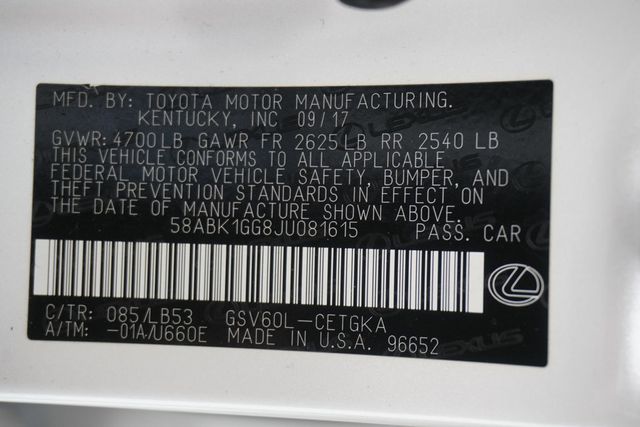 MFD. BY: TOYOTA MOTOR MANUFACTURING.
KENTUCKY, INC 09/17
GVWR: 4700LB GAWR FR 2625LB RR 2540 LB
THIS VEHICLE CONFORMS TO ALL APPLICABLE
FEDERAL MOTOR VEHICLE SAFETY, BUMPER, AND
THEFT PREVENTION STANDARDS IN EFFECT ON
THE DATE OF MANUFACTURE SHOWN ABOVE.
58ABK1GG8JU081615 PASS. CAR
C/TR: 085/LB53 GSV60L-CETGKA
A/TM: -01A/U660E MADE IN U.S.A. 96652